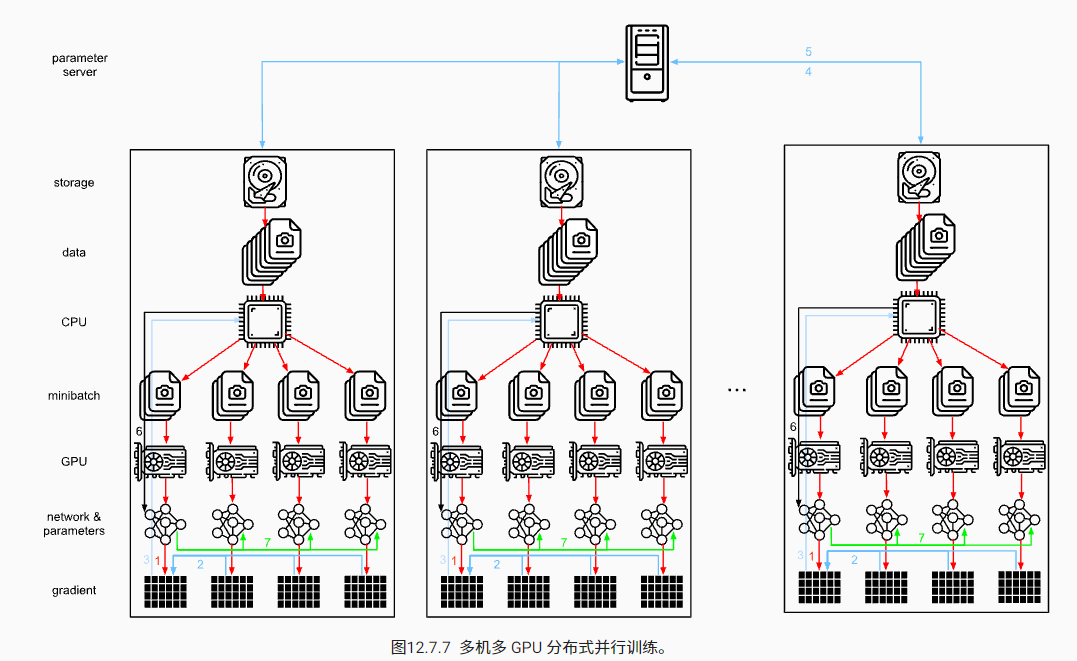 parameter
server
5
4
storage
data
CPU
minibatch
...
6
6
6
GPU
network &
parameters
7
7
7
3
1
2
3
1
2
3
1
2
gradient
图12.7.7 多机多 GPU 分布式并行训练。